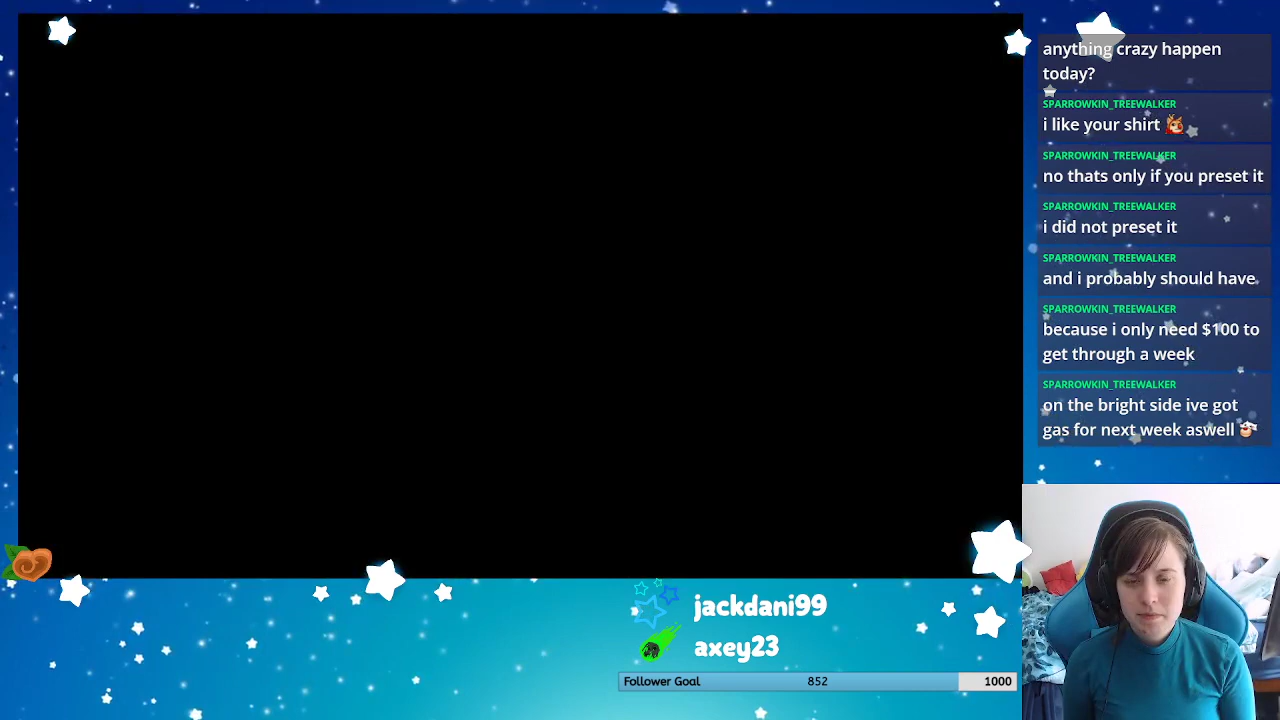 anything crazy happen
today?
SPARROWKIN_TREEWALKER
i like your shirt
SPARROWKIN_TREEWALKER
no thats only if you preset it
SPARROWKIN_TREEWALKER
i did not preset it
SPARROWKIN_TREEWALKER
and i probably should have
SPARROWKIN_TREEWALKER
because i only need $100 to
get through a week
SPARROWKIN_TREEWALKER
on the bright side ive got
gas for next week aswell
jackdani99
axey23
Follower Goal 852 1000